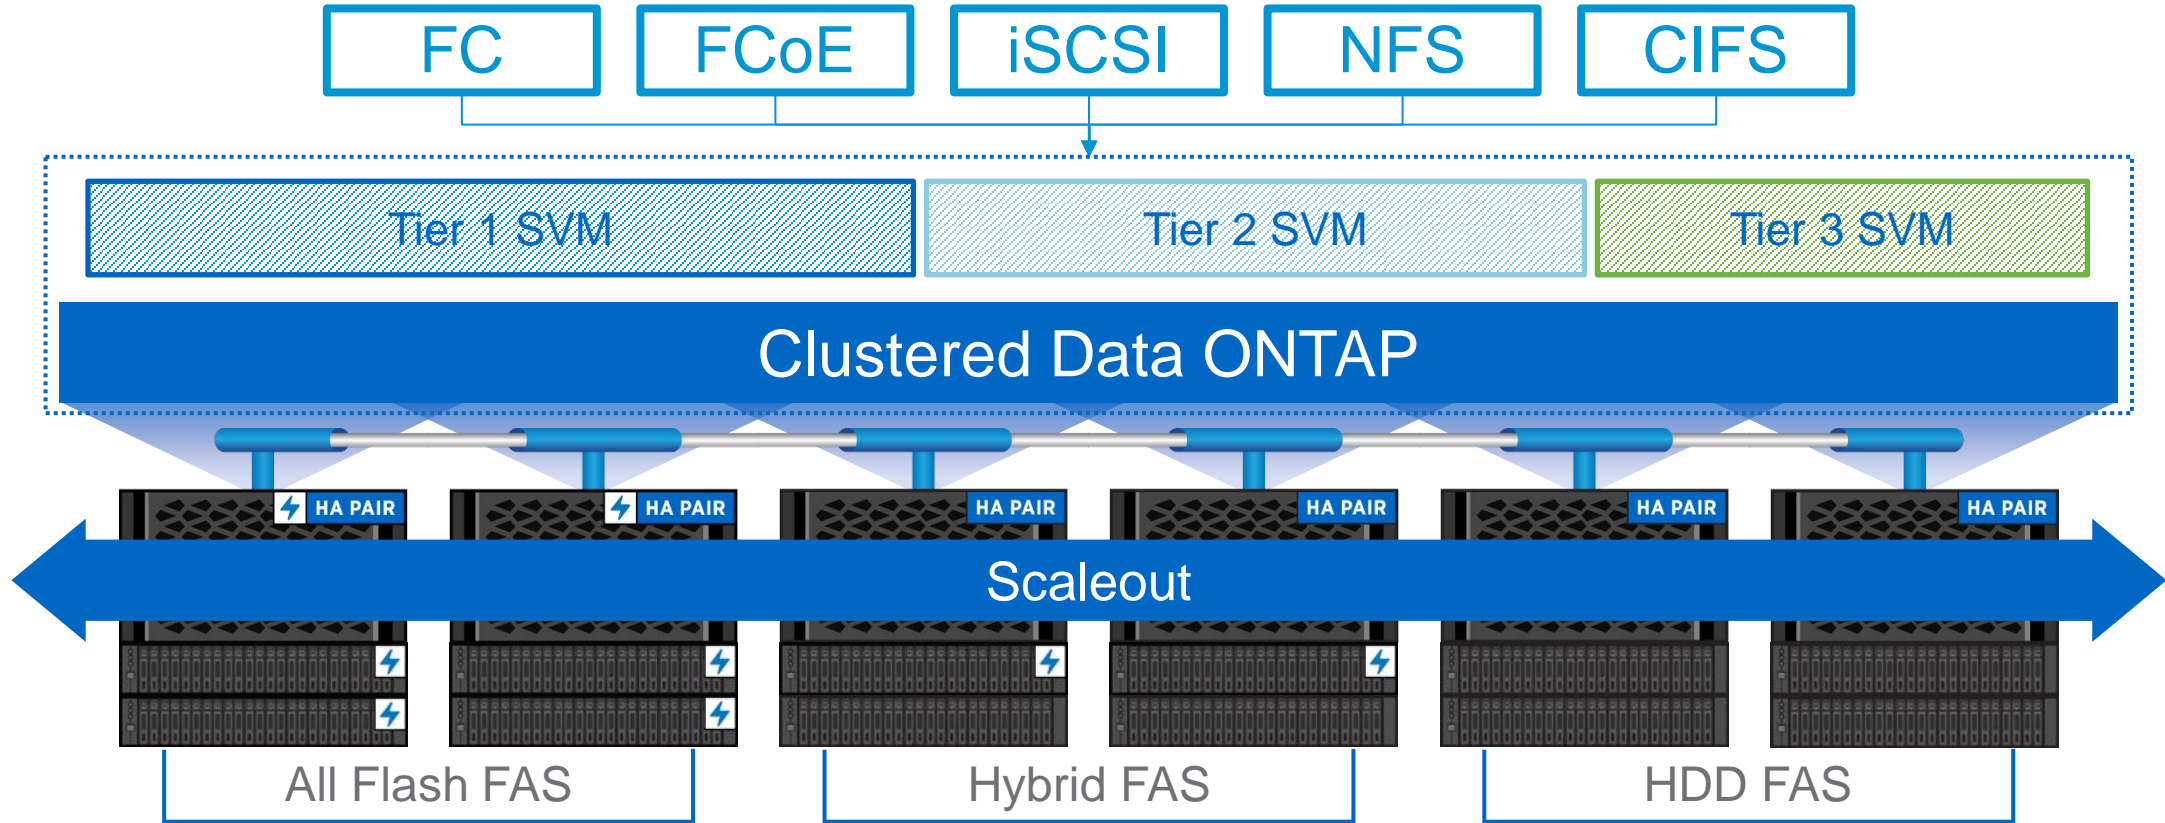 FC
FCoE
iSCSI
NFS
CIFS
Tier 1 SVM
Tier 2 SVM
Tier 3 SVM
Clustered Data ONTAP
HA PAIR
HA PAIR
HA PAIR
HA PAIR
HA PAIR
HA PAIR
Scaleout
All Flash FAS
Hybrid FAS
HDD FAS